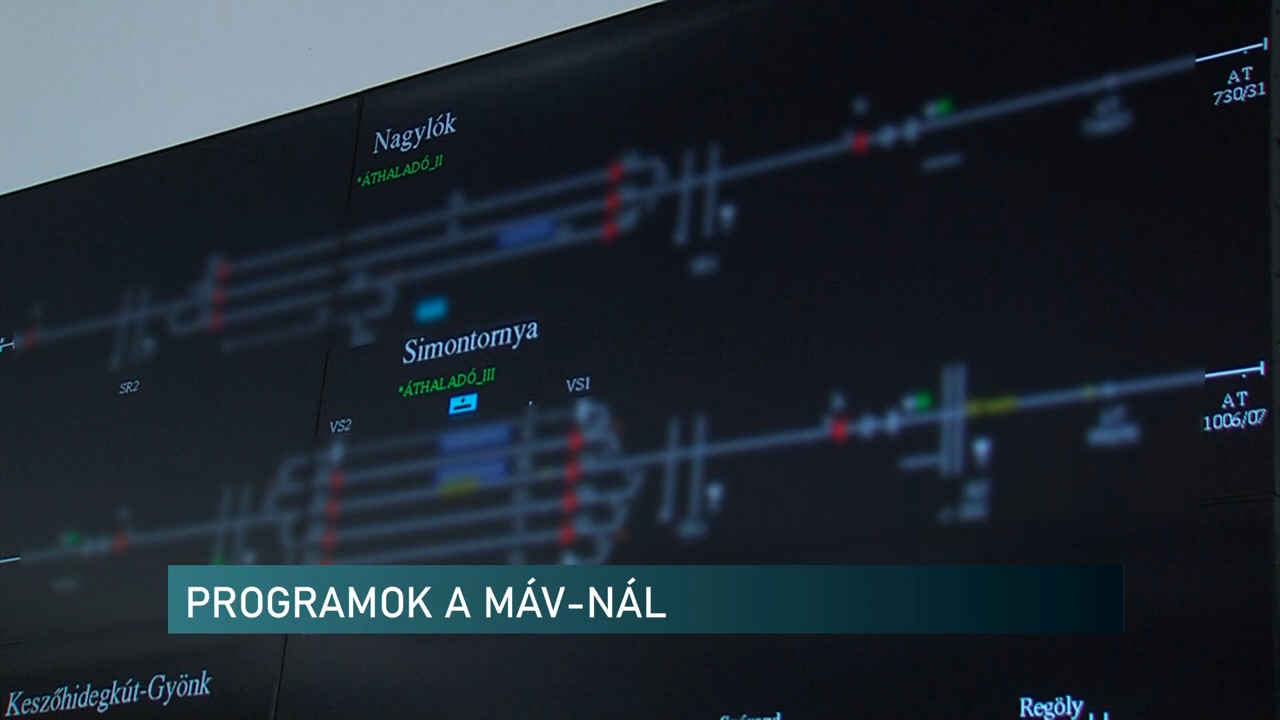 Nagylók
*ÁTHALADÓ_II
AT
730/31
SR2
Simontornya
*ÁTHALADÓ_III
VS1
VS2
AT
1006/07
PROGRAMOK A MÁV-NÁL
Keszőhidegkút-Gyönk
Regöly